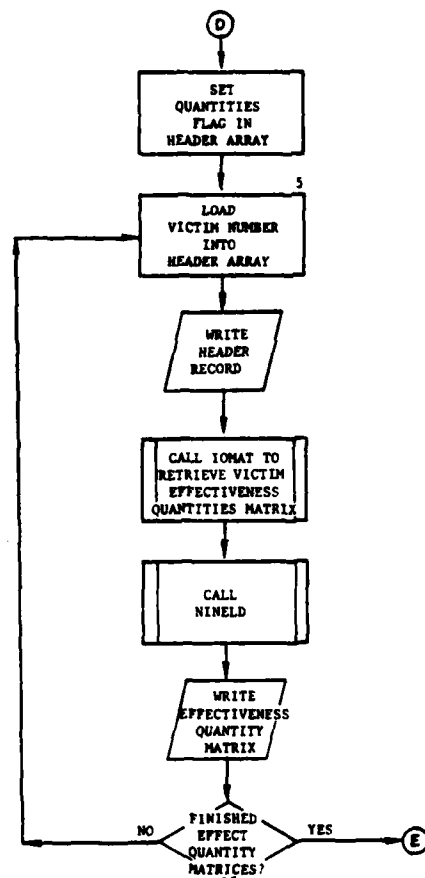 D
SET
QUANTITIES
FLAG IN
HEADER ARRAY
5
LOAD
VICTIM NUMBER
INTO
HEADER ARRAY
WRITE
HEADER
RECORD
CALL IOMAT TO
RETRIEVE VICTIM
EFFECTIVENESS
QUANTITIES MATRIX
CALL
NINELD
WRITE
EFFECTIVENESS
QUANTITY
MATRIX
NO
FINISHED
EFFECT
QUANTITY
MATRICES?
YES
E